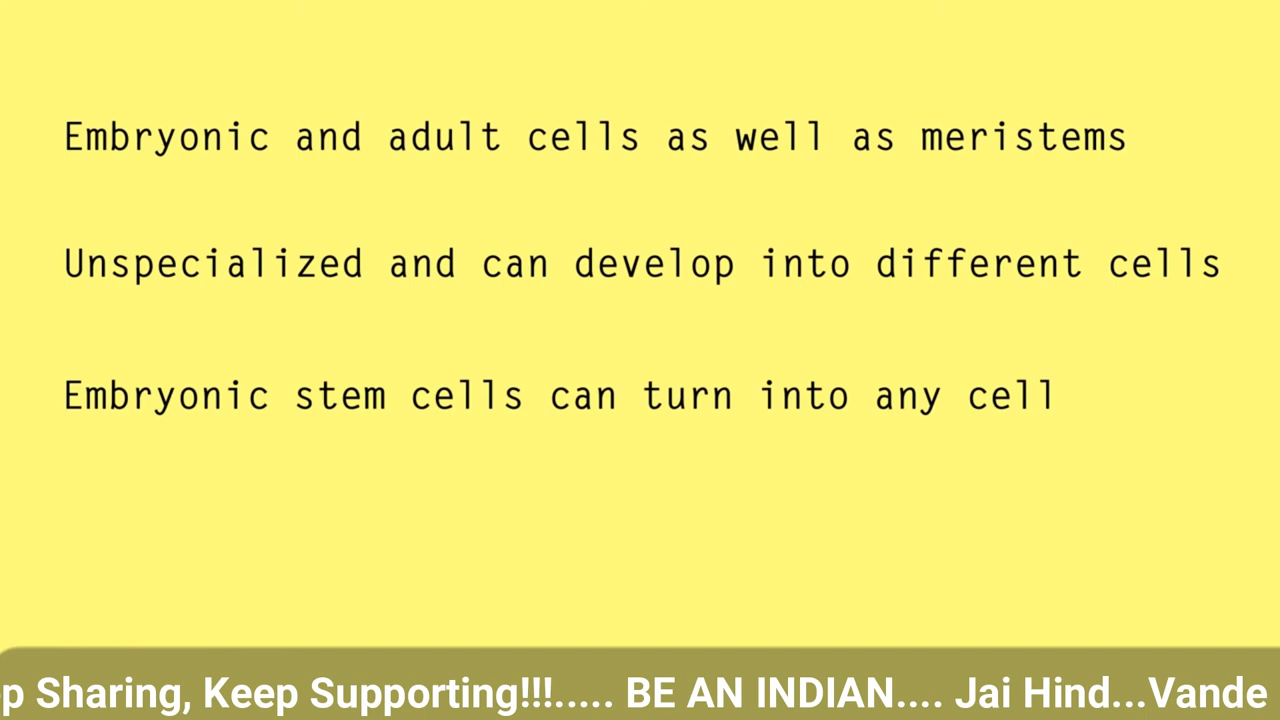 Embryonic and adult cells as well as meristems
Unspecialized and can develop into different cells
Embryonic stem cells can turn into any cell
p Sharing, Keep Supporting!!!..... BE AN INDIAN.... Jai Hind...Vande